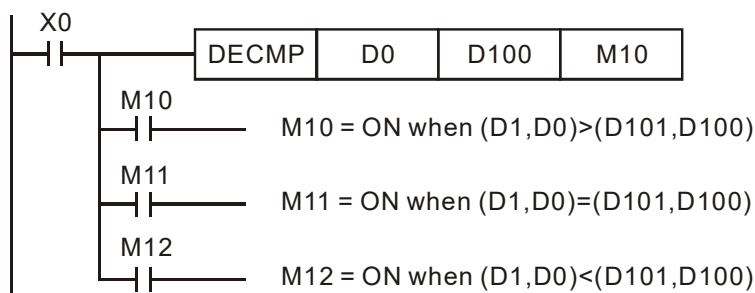 X0
DECMP D0 D100 M10
M10
M10 = ON when (D1,D0)>(D101,D100)
M11
M11 = ON when (D1,D0)=(D101,D100)
M12
M12 = ON when (D1,D0)<(D101,D100)